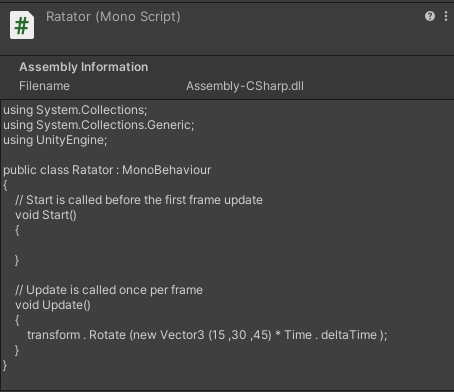 Ratator (Mono Script)
Assembly Information
Filename Assembly-CSharp.dll
using System.Collections;
using System.Collections.Generic;
using UnityEngine;

public class Ratator : MonoBehaviour
{
    // Start is called before the first frame update
    void Start()
    {

    }

    // Update is called once per frame
    void Update()
    {
        transform . Rotate (new Vector3 (15 ,30 ,45) * Time . deltaTime );
    }
}